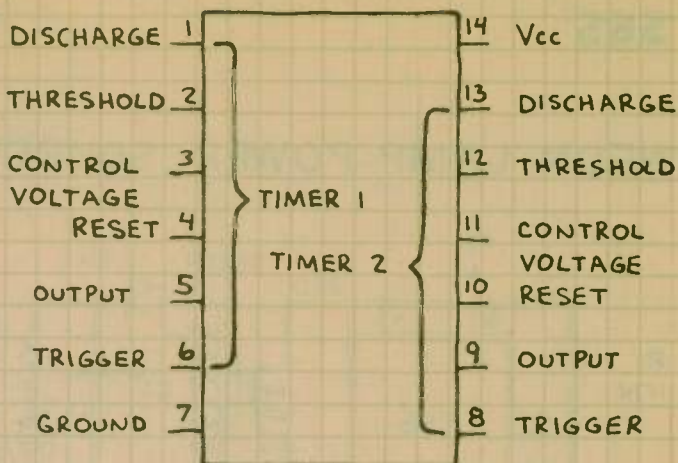 DISCHARGE 1
THRESHOLD 2
CONTROL 3
VOLTAGE
RESET 4
OUTPUT 5
TRIGGER 6
GROUND 7
TIMER 1
TIMER 2
14 Vcc
13 DISCHARGE
12 THRESHOLD
11 CONTROL
VOLTAGE
10 RESET
9 OUTPUT
8 TRIGGER